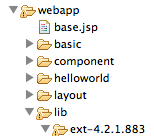 webapp
base.jsp
basic
component
helloworld
layout
lib
ext-4.2.1.883